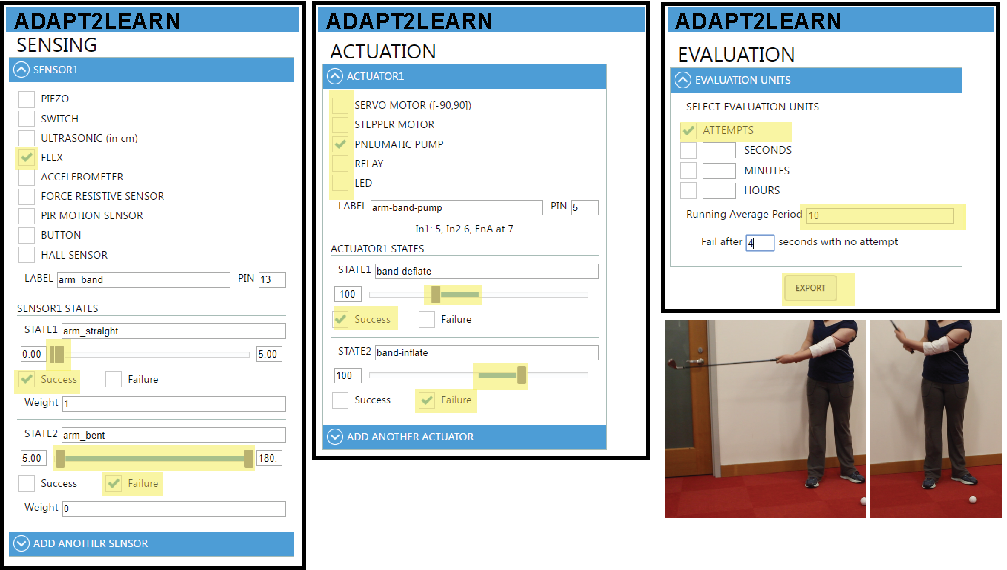 ADAPT2LEARN
SENSING
SENSOR1
PIEZO
SWITCH
ULTRASONIC (in cm)
FLEX
ACCELEROMETER
FORCE RESISTIVE SENSOR
PIR MOTION SENSOR
BUTTON
HALL SENSOR
LABEL arm_band PIN 13
SENSOR1 STATES
STATE1 arm_straight
0.00 5.00
Success Failure
Weight 1
STATE2 arm_bent
5.00 180.
Success Failure
Weight 0
ADD ANOTHER SENSOR
ADAPT2LEARN
ACTUATION
ACTUATOR1
SERVO MOTOR ([-90,90])
STEPPER MOTOR
PNEUMATIC PUMP
RELAY
LED
LABEL arm-band-pump PIN 5
In1: 5, In2 6, EnA at 7
ACTUATOR1 STATES
STATE1 band-deflate
100
Success Failure
STATE2 band-inflate
100
Success Failure
ADD ANOTHER ACTUATOR
ADAPT2LEARN
EVALUATION
EVALUATION UNITS
SELECT EVALUATION UNITS
ATTEMPTS
SECONDS
MINUTES
HOURS
Running Average Period 10
Fail after 4 seconds with no attempt
EXPORT